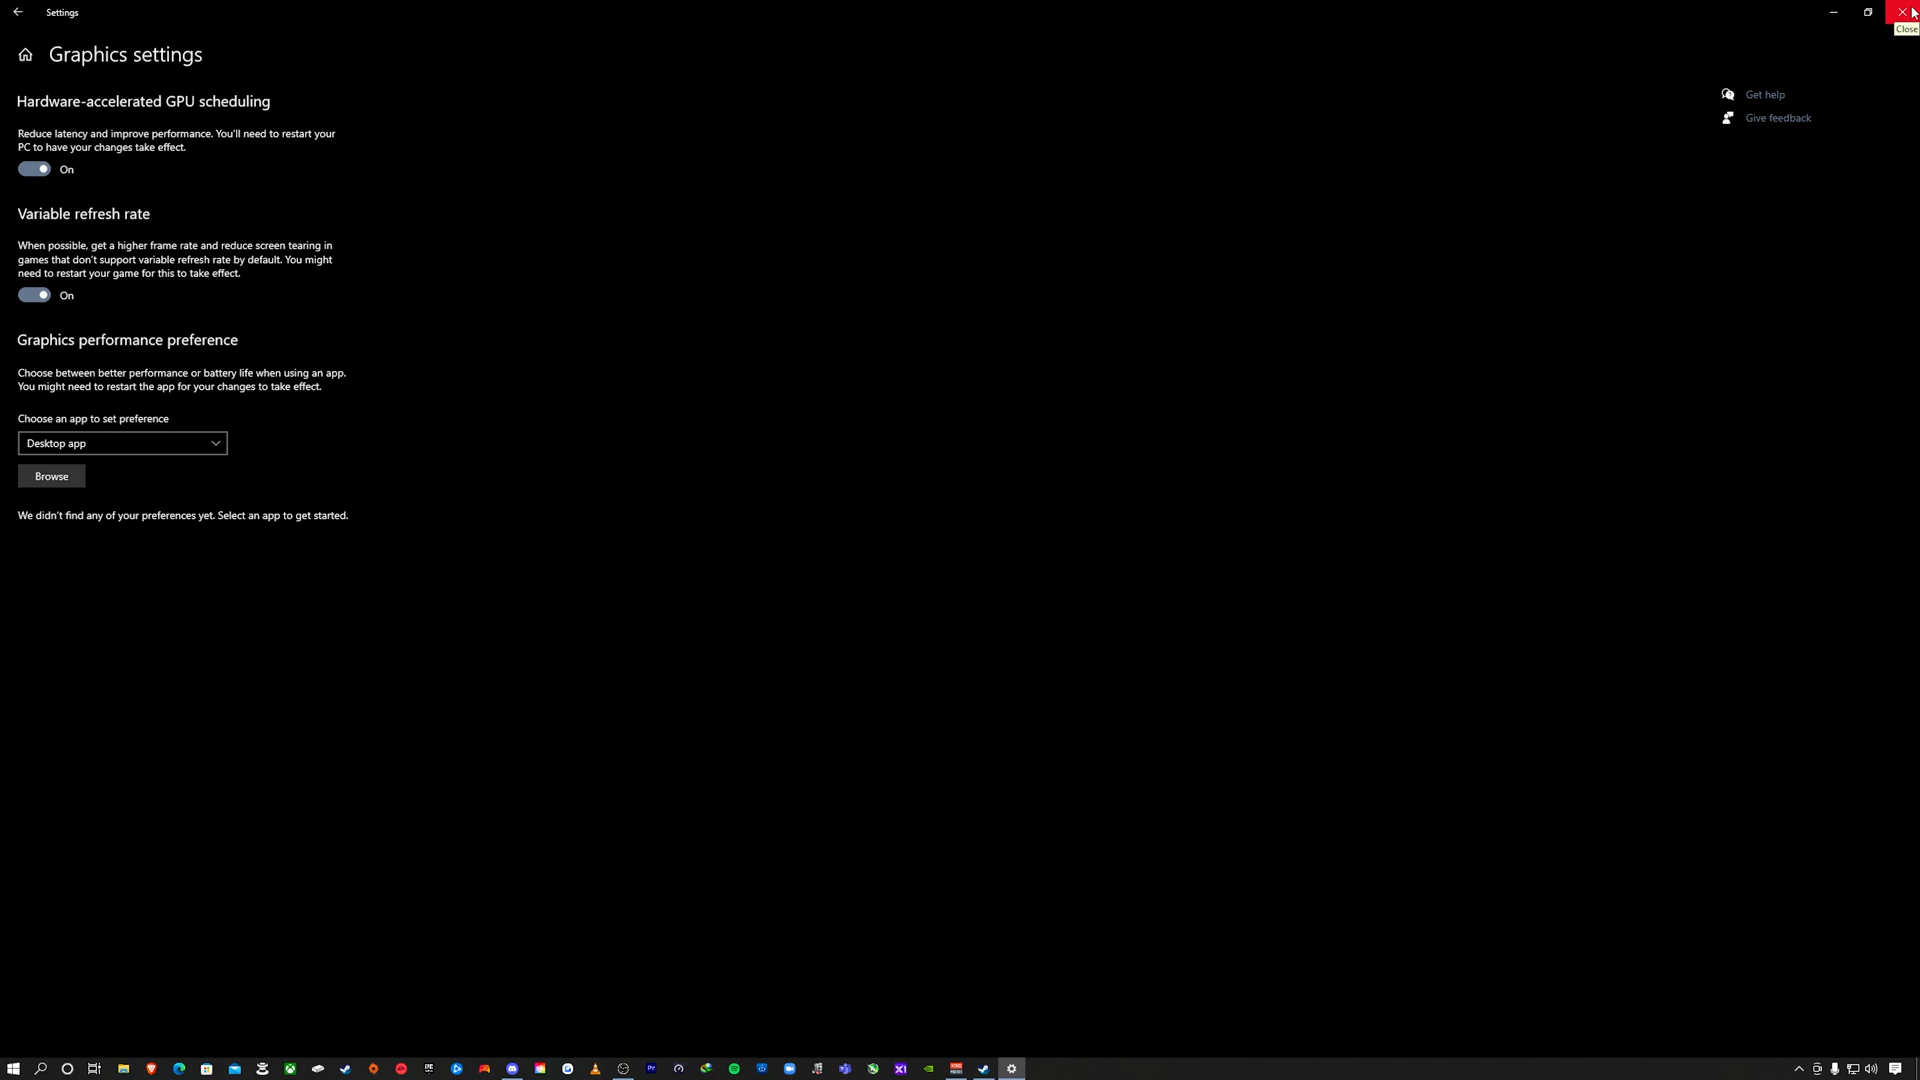 Settings
Close
Graphics settings
Hardware-accelerated GPU scheduling
Reduce latency and improve performance. You'll need to restart your
PC to have your changes take effect.
On
Variable refresh rate
When possible, get a higher frame rate and reduce screen tearing in
games that don't support variable refresh rate by default. You might
need to restart your game for this to take effect.
On
Graphics performance preference
Choose between better performance or battery life when using an app.
You might need to restart the app for your changes to take effect.
Choose an app to set preference
Desktop app
Browse
We didn't find any of your preferences yet. Select an app to get started.
Get help
Give feedback
Pr
X1